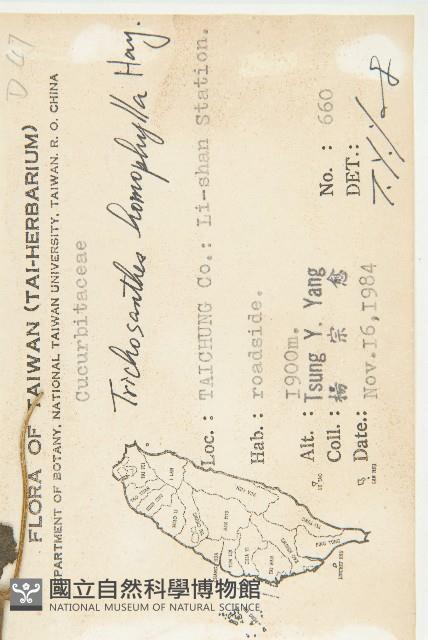 D 47
FLORA OF TAIWAN (TAI-HERBARIUM)
DEPARTMENT OF BOTANY, NATIONAL TAIWAN UNIVERSITY, TAIWAN, R. O. CHINA
Cucurbitaceae
Trichosanthes homophylla Hay.
Loc.: TAICHUNG Co.: Li-shan Station.
Hab.: roadside.
Alt.: 1900m.
Coll.: Tsung Y. Yang
楊宗愈
No.: 660
Date.: Nov.16,1984
DET.: T. Y. Yang
國立自然科學博物館
NATIONAL MUSEUM OF NATURAL SCIENCE